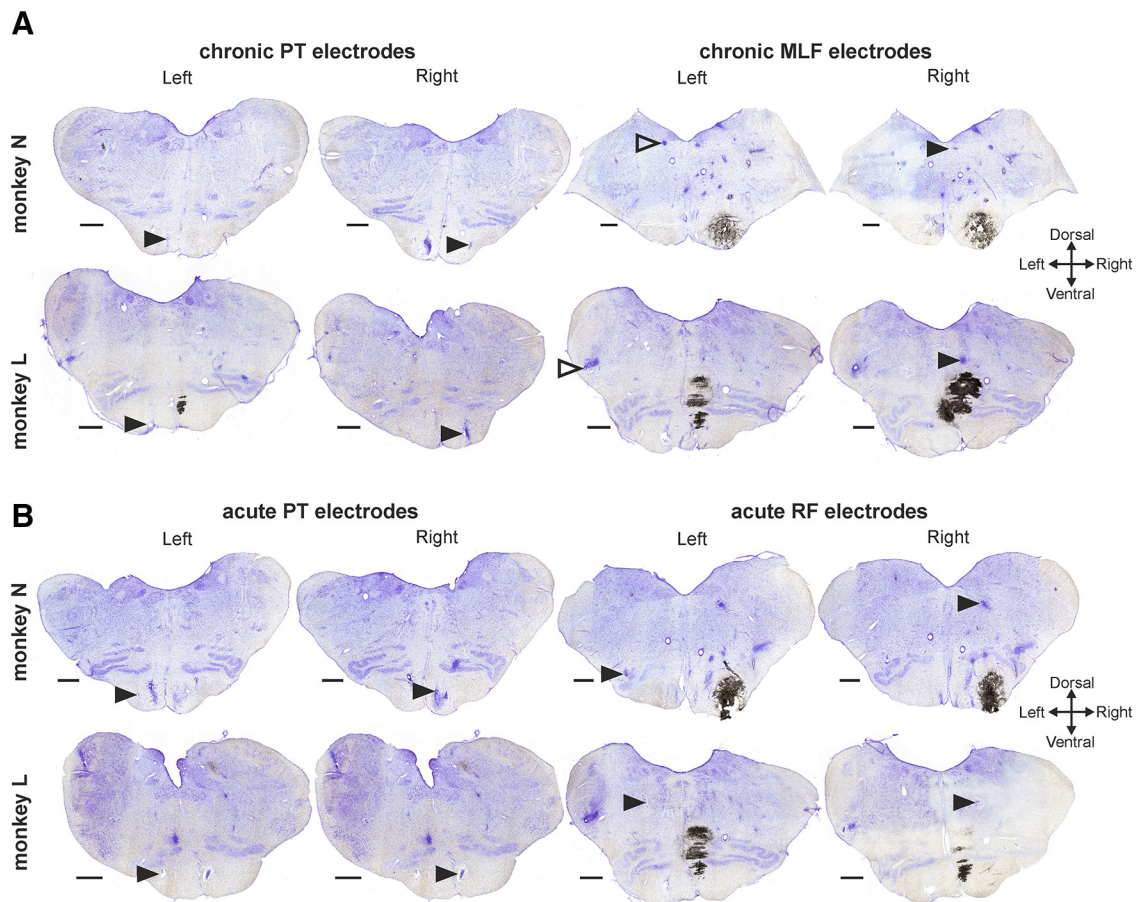 A
chronic PT electrodes
chronic MLF electrodes
Left
Right
Left
Right
monkey N
Dorsal
Left
Right
Ventral
monkey L
B
acute PT electrodes
acute RF electrodes
Left
Right
Left
Right
monkey N
Dorsal
Left
Right
Ventral
monkey L